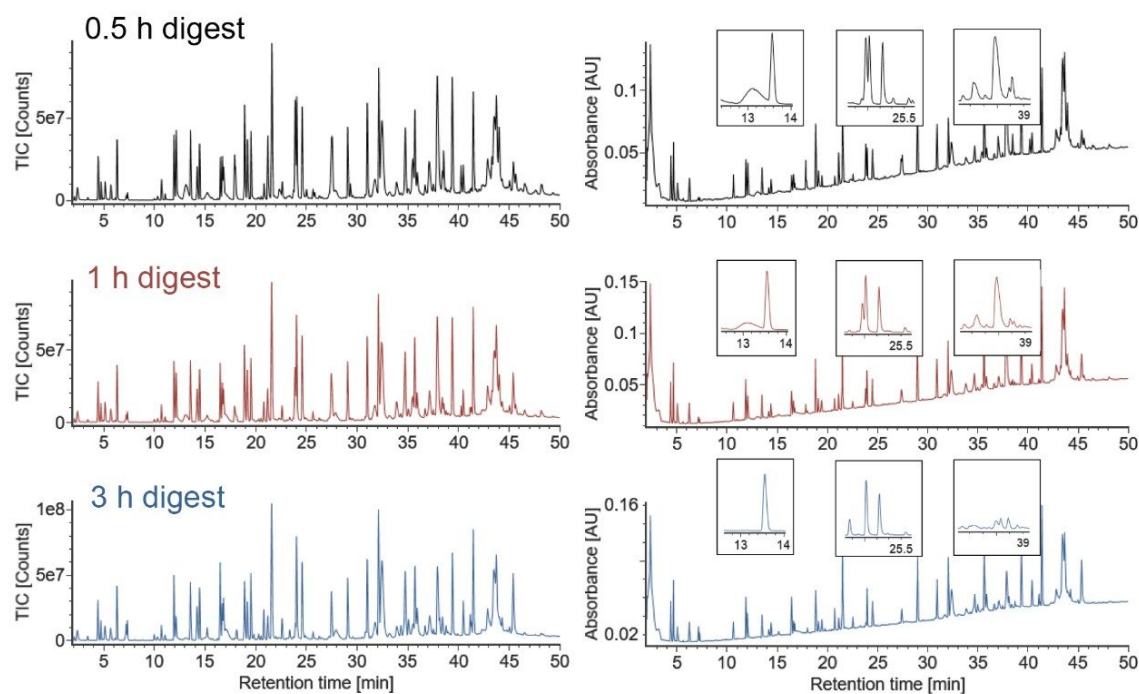 0.5 h digest
TIC [Counts]
5e7
0
5 10 15 20 25 30 35 40 45 50
Absorbance [AU]
0.1
0.05
13 14
25.5
39
5 10 15 20 25 30 35 40 45 50
1 h digest
TIC [Counts]
5e7
0
5 10 15 20 25 30 35 40 45 50
Absorbance [AU]
0.15
0.1
0.05
13 14
25.5
39
5 10 15 20 25 30 35 40 45 50
3 h digest
TIC [Counts]
1e8
5e7
0
5 10 15 20 25 30 35 40 45 50
Retention time [min]
Absorbance [AU]
0.16
0.02
13 14
25.5
39
5 10 15 20 25 30 35 40 45 50
Retention time [min]